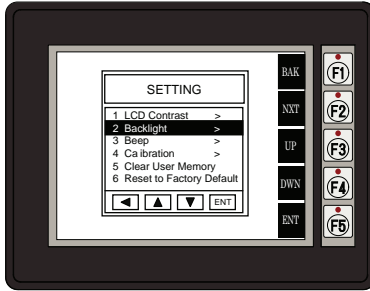 SETTING
1 LCD Contrast >
2 Backlight >
3 Beep >
4 Ca ibration >
5 Clear User Memory
6 Reset to Factory Default
ENT
BAK
NXT
UP
DWN
ENT
F1
F2
F3
F4
F5